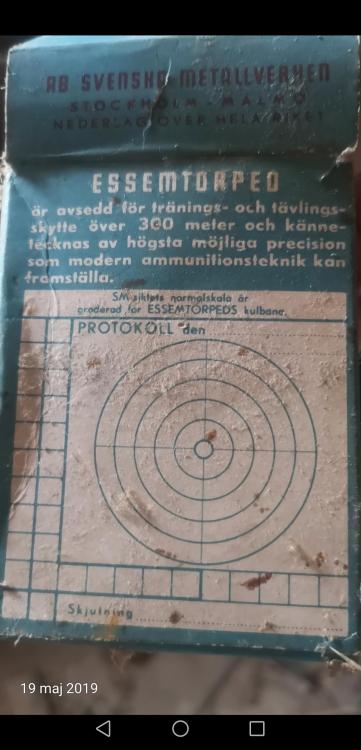 AB SVENSKA METALLVERKEN
STOCKHOLM - MALMÖ
NEDERLAG ÖVER HELA RIKET
ESSEMTORPED
är avsedd för tränings- och tävlings-
skytte över 300 meter och känne-
tecknas av högsta möjliga precision
som modern ammunitionsteknik kan
framställa.
SM siktets normalskala är
graderad för ESSEMTORPEDS kulbana.
PROTOKOLL den
Skjutning
19 maj 2019